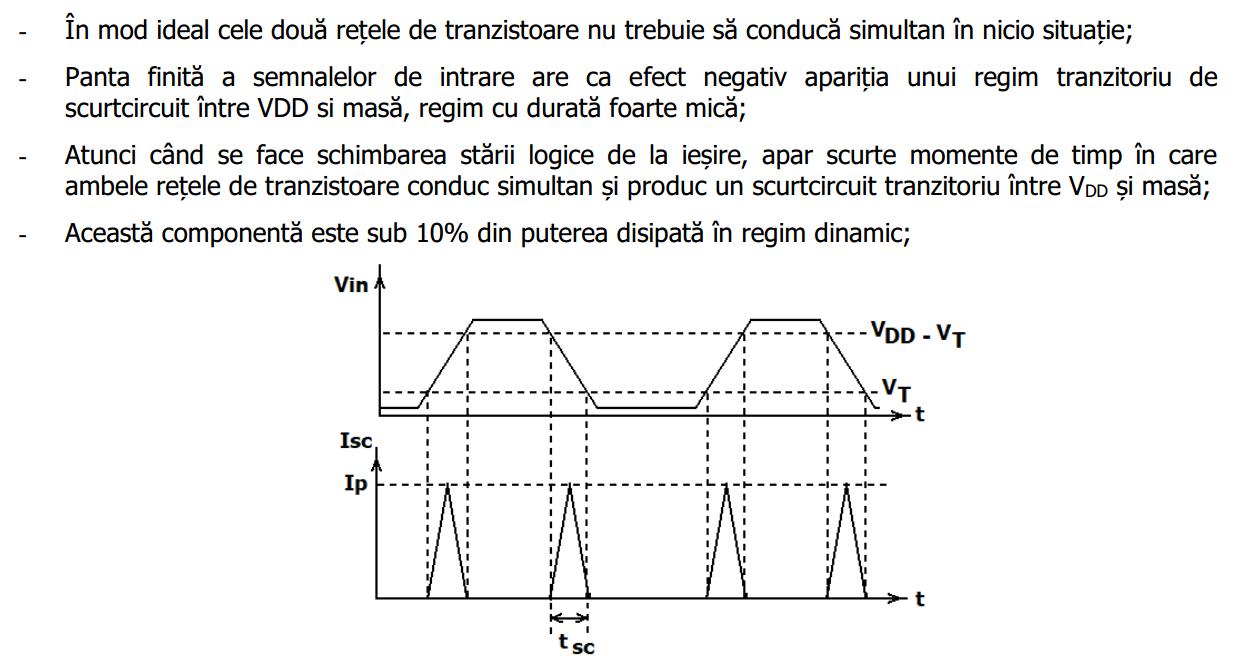 - În mod ideal cele două rețele de tranzistoare nu trebuie să conducă simultan în nicio situație;
- Panta finită a semnalelor de intrare are ca efect negativ apariția unui regim tranzitoriu de
scurtcircuit între VDD si masă, regim cu durată foarte mică;
- Atunci când se face schimbarea stării logice de la ieșire, apar scurte momente de timp în care
ambele rețele de tranzistoare conduc simultan și produc un scurtcircuit tranzitoriu între VDD și masă;
- Această componentă este sub 10% din puterea disipată în regim dinamic;
Vin
VDD - VT
VT
t
Isc
Ip
t
tsc